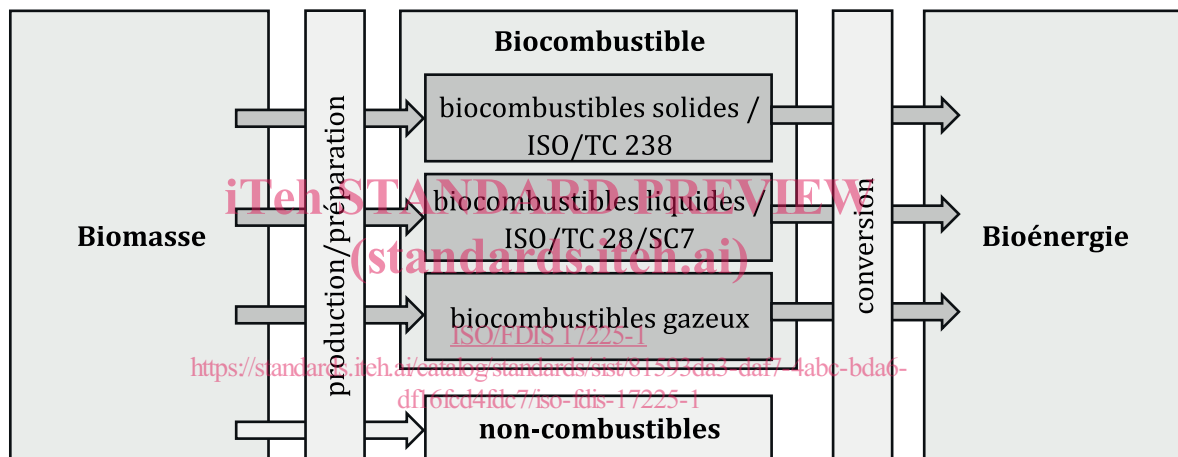 Biomasse
production/préparation
Biocombustible
biocombustibles solides /
ISO/TC 238
biocombustibles liquides /
ISO/TC 28/SC7
biocombustibles gazeux
non-combustibles
conversion
Bioénergie
iTeh STANDARD PREVIEW
(standards.iteh.ai)
ISO/FDIS 17225-1
https://standards.iteh.ai/catalog/standards/sist/81593da3-daf7-4abc-bda6-
df16fcd4fdc7/iso-fdis-17225-1